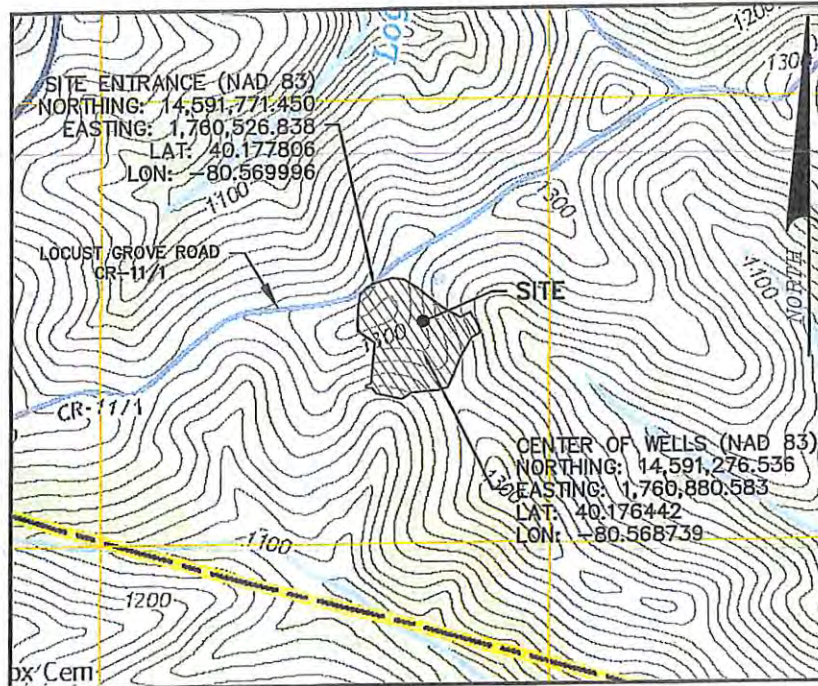 1200
1300
Log
SITE ENTRANCE (NAD 83)
NORTHING: 14,591,771.450
EASTING: 1,760,526.838
LAT: 40.177806
LON: -80.569996
1100
1300
LOCUST GROVE ROAD
CR-11/1
SITE
1300
1100
NORTH
CR-11/1
CENTER OF WELLS (NAD 83)
NORTHING: 14,591,276.536
EASTING: 1,760,880.583
LAT: 40.176442
LON: -80.568739
1300
1100
1200
ox Cem